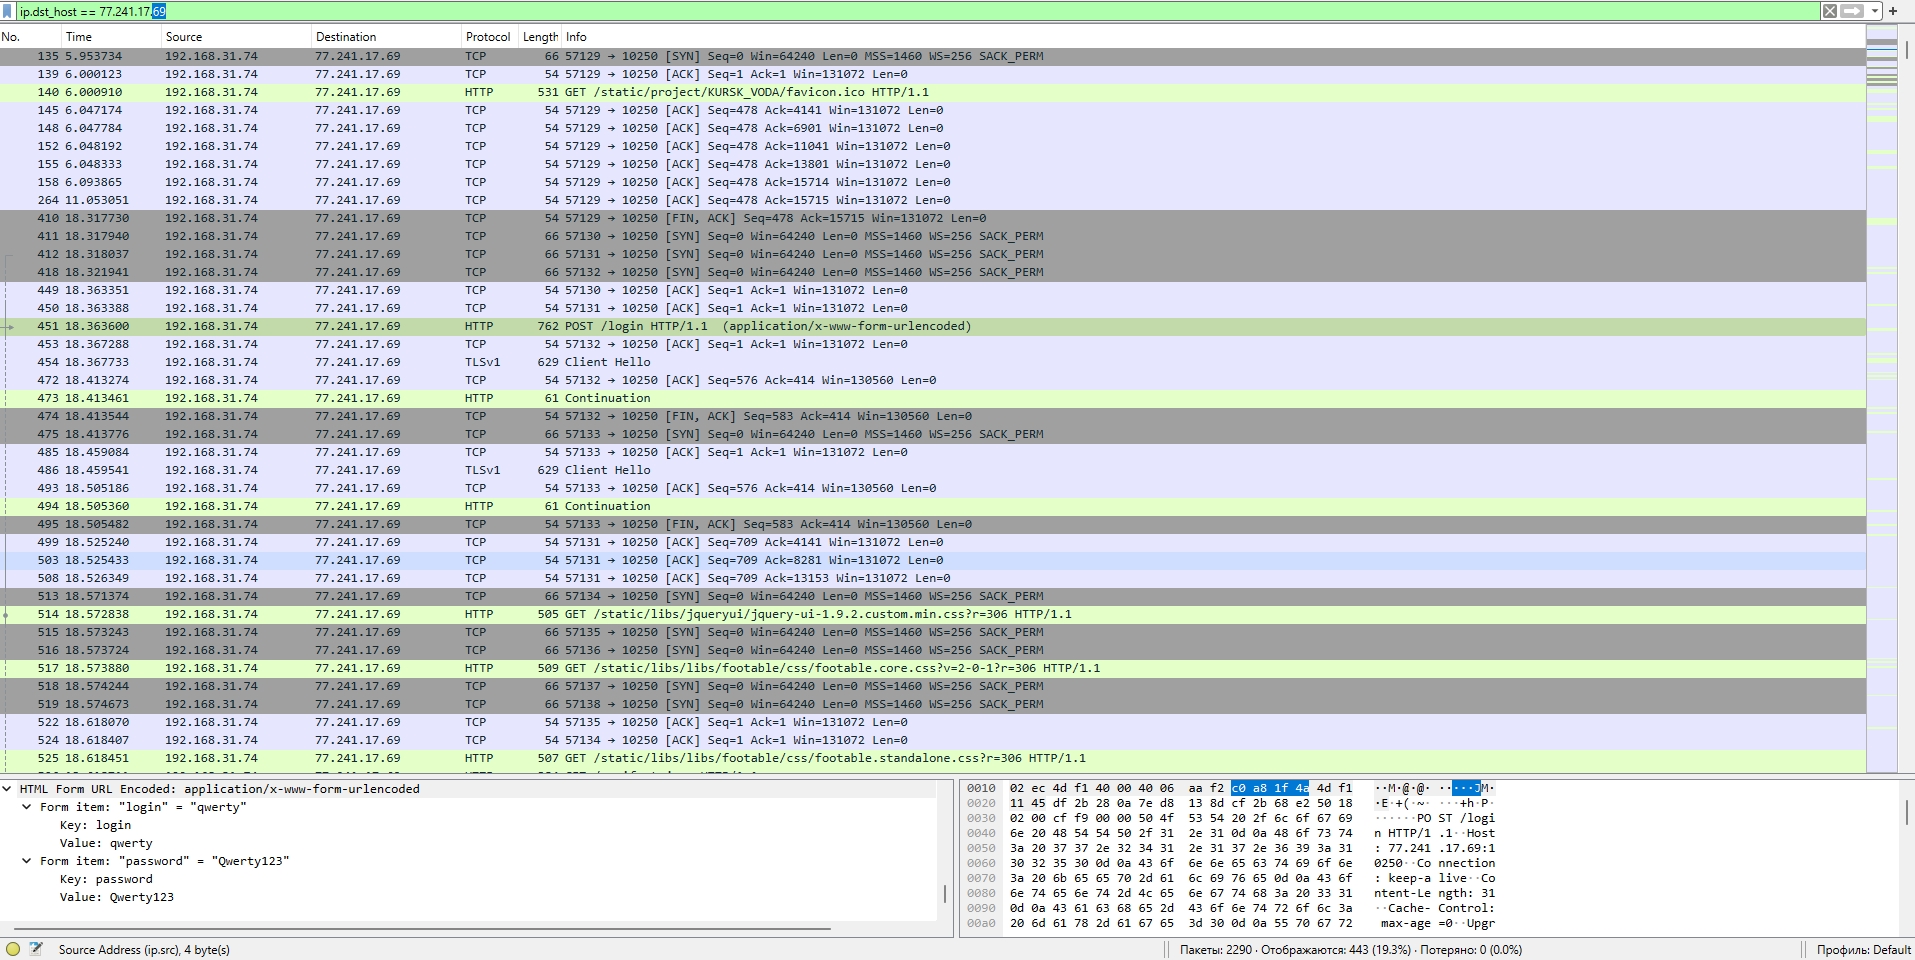 ip.dst_host == 77.241.17.69
No. Time Source Destination Protocol Length Info
135 5.953734 192.168.31.74 77.241.17.69 TCP 66 57129 → 10250 [SYN] Seq=0 Win=64240 Len=0 MSS=1460 WS=256 SACK_PERM
139 6.000123 192.168.31.74 77.241.17.69 TCP 54 57129 → 10250 [ACK] Seq=1 Ack=1 Win=131072 Len=0
140 6.000910 192.168.31.74 77.241.17.69 HTTP 531 GET /static/project/KURSK_VODA/favicon.ico HTTP/1.1
145 6.047174 192.168.31.74 77.241.17.69 TCP 54 57129 → 10250 [ACK] Seq=478 Ack=4141 Win=131072 Len=0
148 6.047784 192.168.31.74 77.241.17.69 TCP 54 57129 → 10250 [ACK] Seq=478 Ack=6901 Win=131072 Len=0
152 6.048192 192.168.31.74 77.241.17.69 TCP 54 57129 → 10250 [ACK] Seq=478 Ack=11041 Win=131072 Len=0
155 6.048333 192.168.31.74 77.241.17.69 TCP 54 57129 → 10250 [ACK] Seq=478 Ack=13801 Win=131072 Len=0
158 6.093865 192.168.31.74 77.241.17.69 TCP 54 57129 → 10250 [ACK] Seq=478 Ack=15714 Win=131072 Len=0
264 11.053051 192.168.31.74 77.241.17.69 TCP 54 57129 → 10250 [ACK] Seq=478 Ack=15715 Win=131072 Len=0
410 18.317730 192.168.31.74 77.241.17.69 TCP 54 57129 → 10250 [FIN, ACK] Seq=478 Ack=15715 Win=131072 Len=0
411 18.317940 192.168.31.74 77.241.17.69 TCP 66 57130 → 10250 [SYN] Seq=0 Win=64240 Len=0 MSS=1460 WS=256 SACK_PERM
412 18.318037 192.168.31.74 77.241.17.69 TCP 66 57131 → 10250 [SYN] Seq=0 Win=64240 Len=0 MSS=1460 WS=256 SACK_PERM
418 18.321941 192.168.31.74 77.241.17.69 TCP 66 57132 → 10250 [SYN] Seq=0 Win=64240 Len=0 MSS=1460 WS=256 SACK_PERM
449 18.363351 192.168.31.74 77.241.17.69 TCP 54 57130 → 10250 [ACK] Seq=1 Ack=1 Win=131072 Len=0
450 18.363388 192.168.31.74 77.241.17.69 TCP 54 57131 → 10250 [ACK] Seq=1 Ack=1 Win=131072 Len=0
451 18.363600 192.168.31.74 77.241.17.69 HTTP 762 POST /login HTTP/1.1 (application/x-www-form-urlencoded)
453 18.367288 192.168.31.74 77.241.17.69 TCP 54 57132 → 10250 [ACK] Seq=1 Ack=1 Win=131072 Len=0
454 18.367733 192.168.31.74 77.241.17.69 TLSv1 629 Client Hello
472 18.413274 192.168.31.74 77.241.17.69 TCP 54 57132 → 10250 [ACK] Seq=576 Ack=414 Win=130560 Len=0
473 18.413461 192.168.31.74 77.241.17.69 HTTP 61 Continuation
474 18.413544 192.168.31.74 77.241.17.69 TCP 54 57132 → 10250 [FIN, ACK] Seq=583 Ack=414 Win=130560 Len=0
475 18.413776 192.168.31.74 77.241.17.69 TCP 66 57133 → 10250 [SYN] Seq=0 Win=64240 Len=0 MSS=1460 WS=256 SACK_PERM
485 18.459084 192.168.31.74 77.241.17.69 TCP 54 57133 → 10250 [ACK] Seq=1 Ack=1 Win=131072 Len=0
486 18.459541 192.168.31.74 77.241.17.69 TLSv1 629 Client Hello
493 18.505186 192.168.31.74 77.241.17.69 TCP 54 57133 → 10250 [ACK] Seq=576 Ack=414 Win=130560 Len=0
494 18.505360 192.168.31.74 77.241.17.69 HTTP 61 Continuation
495 18.505482 192.168.31.74 77.241.17.69 TCP 54 57133 → 10250 [FIN, ACK] Seq=583 Ack=414 Win=130560 Len=0
499 18.525240 192.168.31.74 77.241.17.69 TCP 54 57131 → 10250 [ACK] Seq=709 Ack=4141 Win=131072 Len=0
503 18.525433 192.168.31.74 77.241.17.69 TCP 54 57131 → 10250 [ACK] Seq=709 Ack=8281 Win=131072 Len=0
508 18.526349 192.168.31.74 77.241.17.69 TCP 54 57131 → 10250 [ACK] Seq=709 Ack=13153 Win=131072 Len=0
513 18.571374 192.168.31.74 77.241.17.69 TCP 66 57134 → 10250 [SYN] Seq=0 Win=64240 Len=0 MSS=1460 WS=256 SACK_PERM
514 18.572838 192.168.31.74 77.241.17.69 HTTP 505 GET /static/libs/jqueryui/jquery-ui-1.9.2.custom.min.css?r=306 HTTP/1.1
515 18.573243 192.168.31.74 77.241.17.69 TCP 66 57135 → 10250 [SYN] Seq=0 Win=64240 Len=0 MSS=1460 WS=256 SACK_PERM
516 18.573724 192.168.31.74 77.241.17.69 TCP 66 57136 → 10250 [SYN] Seq=0 Win=64240 Len=0 MSS=1460 WS=256 SACK_PERM
517 18.573880 192.168.31.74 77.241.17.69 HTTP 509 GET /static/libs/libs/footable/css/footable.core.css?v=2-0-1?r=306 HTTP/1.1
518 18.574244 192.168.31.74 77.241.17.69 TCP 66 57137 → 10250 [SYN] Seq=0 Win=64240 Len=0 MSS=1460 WS=256 SACK_PERM
519 18.574673 192.168.31.74 77.241.17.69 TCP 66 57138 → 10250 [SYN] Seq=0 Win=64240 Len=0 MSS=1460 WS=256 SACK_PERM
522 18.618070 192.168.31.74 77.241.17.69 TCP 54 57135 → 10250 [ACK] Seq=1 Ack=1 Win=131072 Len=0
524 18.618407 192.168.31.74 77.241.17.69 TCP 54 57134 → 10250 [ACK] Seq=1 Ack=1 Win=131072 Len=0
525 18.618451 192.168.31.74 77.241.17.69 HTTP 507 GET /static/libs/libs/footable/css/footable.standalone.css?r=306 HTTP/1.1
HTML Form URL Encoded: application/x-www-form-urlencoded
Form item: "login" = "qwerty"
Key: login
Value: qwerty
Form item: "password" = "Qwerty123"
Key: password
Value: Qwerty123
0010 02 ec 4d f1 40 00 40 06 aa f2 c0 a8 1f 4a 4d f1 ··M·@·@· ·····JM·
0020 11 45 df 2b 28 0a 7e d8 13 8d cf 2b 68 e2 50 18 ·E·+(·~· ···+h·P·
0030 02 00 cf f9 00 00 50 4f 53 54 20 2f 6c 6f 67 69 ······PO ST /logi
0040 6e 20 48 54 54 50 2f 31 2e 31 0d 0a 48 6f 73 74 n HTTP/1 .1··Host
0050 3a 20 37 37 2e 32 34 31 2e 31 37 2e 36 39 3a 31 : 77.241 .17.69:1
0060 30 32 35 30 0d 0a 43 6f 6e 6e 65 63 74 69 6f 6e 0250··Co nnection
0070 3a 20 6b 65 65 70 2d 61 6c 69 76 65 0d 0a 43 6f : keep-a live··Co
0080 6e 74 65 6e 74 2d 4c 65 6e 67 74 68 3a 20 33 31 ntent-Le ngth: 31
0090 0d 0a 43 61 63 68 65 2d 43 6f 6e 74 72 6f 6c 3a ··Cache- Control:
00a0 20 6d 61 78 2d 61 67 65 3d 30 0d 0a 55 70 67 72 max-age =0··Upgr
Source Address (ip.src), 4 byte(s)
Пакеты: 2290 · Отображаются: 443 (19.3%) · Потеряно: 0 (0.0%)
Профиль: Default